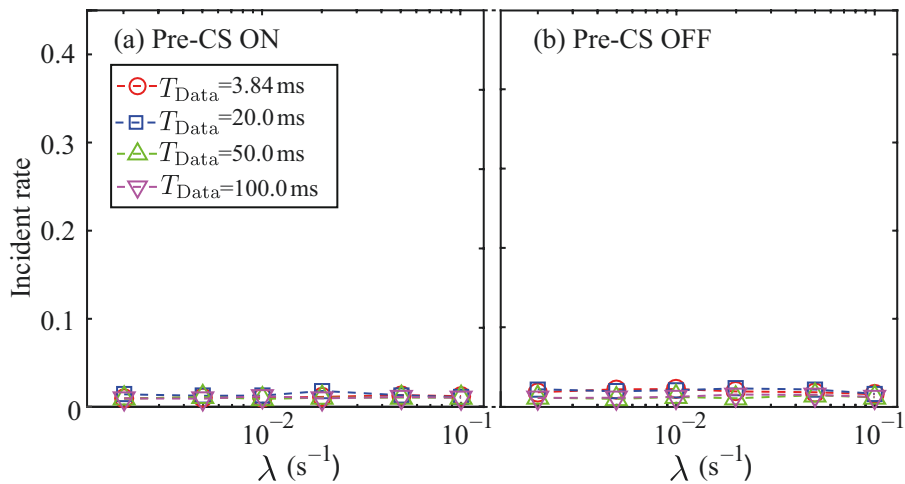 (a) Pre-CS ON
(b) Pre-CS OFF
T_Data=3.84 ms
T_Data=20.0 ms
T_Data=50.0 ms
T_Data=100.0 ms
Incident rate
0.4
0.3
0.2
0.1
0
10⁻²
10⁻¹
10⁻²
10⁻¹
λ (s⁻¹)
λ (s⁻¹)